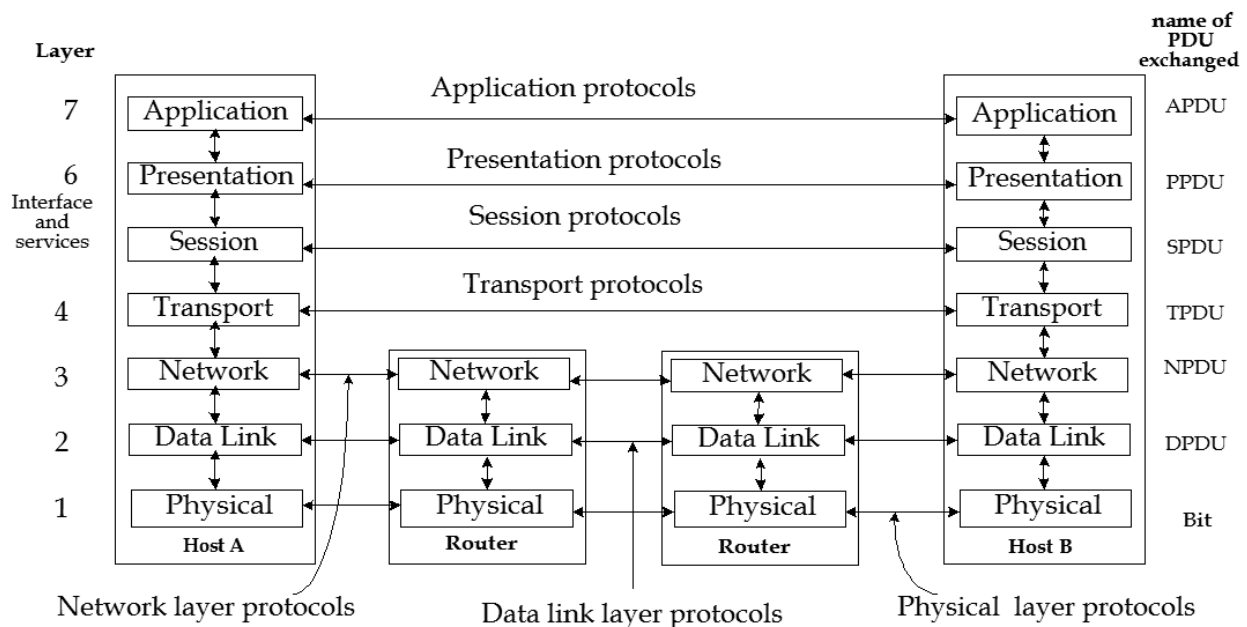 Layer
name of
PDU
exchanged
7
Application
Application protocols
Application
APDU
6
Presentation
Presentation protocols
Presentation
PPDU
Interface
and
services
Session
Session protocols
Session
SPDU
4
Transport
Transport protocols
Transport
TPDU
3
Network
Network
Network
Network
NPDU
2
Data Link
Data Link
Data Link
Data Link
DPDU
1
Physical
Physical
Physical
Physical
Bit
Host A
Router
Router
Host B
Network layer protocols
Data link layer protocols
Physical layer protocols